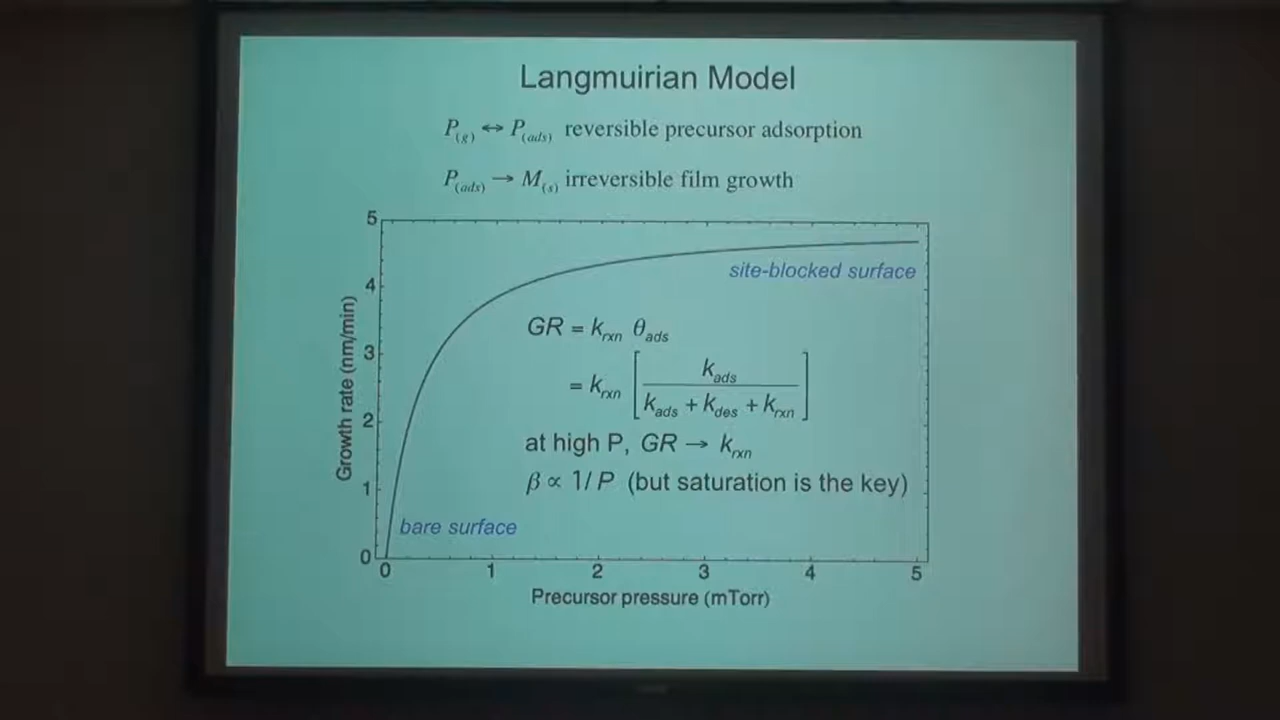 Langmuirian Model
P(g) ↔ P(ads) reversible precursor adsorption
P(ads) → M(s) irreversible film growth
5
4
3
2
1
0
Growth rate (nm/min)
site-blocked surface
GR = k_rxn θ_ads
= k_rxn [ k_ads / (k_ads + k_des + k_rxn) ]
at high P, GR → k_rxn
β ∝ 1/P (but saturation is the key)
bare surface
0 1 2 3 4 5
Precursor pressure (mTorr)